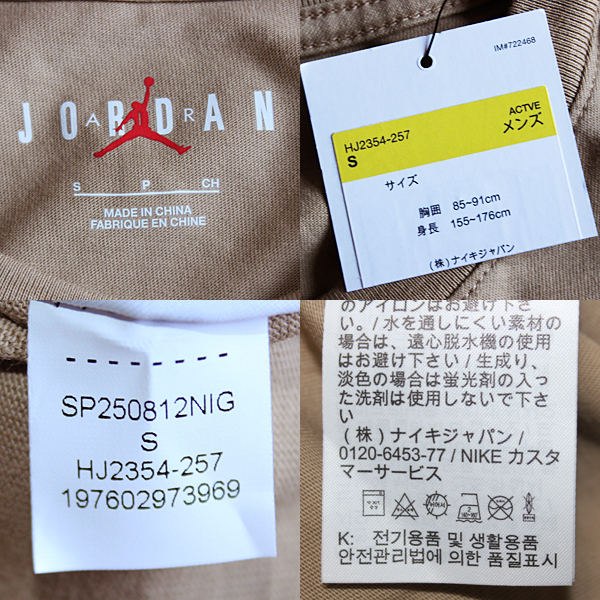 JORDAN
AIR
S P CH
MADE IN CHINA
FABRIQUE EN CHINE
IM#722468
ACTVE
HJ2354-257 メンズ
S
サイズ
胸囲 85~91cm
身長 155~176cm
(株)ナイキジャパン
SP250812NIG
S
HJ2354-257
197602973969
のアイロンはお避け下さ
い。/ 水を通しにくい素材の
場合は、遠心脱水機の使用
はお避け下さい / 生成り、
淡色の場合は蛍光剤の入っ
た洗剤は使用しないで下さ
い
(株)ナイキジャパン /
0120-6453-77 / NIKE カスタ
マーサービス
K: 전기용품 및 생활용품
안전관리법에 의한 품질표시